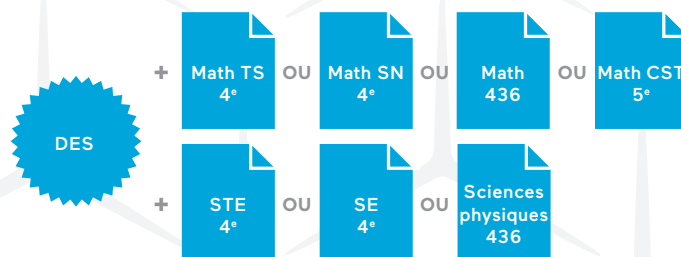 DES
+ Math TS OU Math SN OU Math OU Math CST
4e 4e 436 5e
+ STE OU SE OU Sciences
4e 4e physiques
436